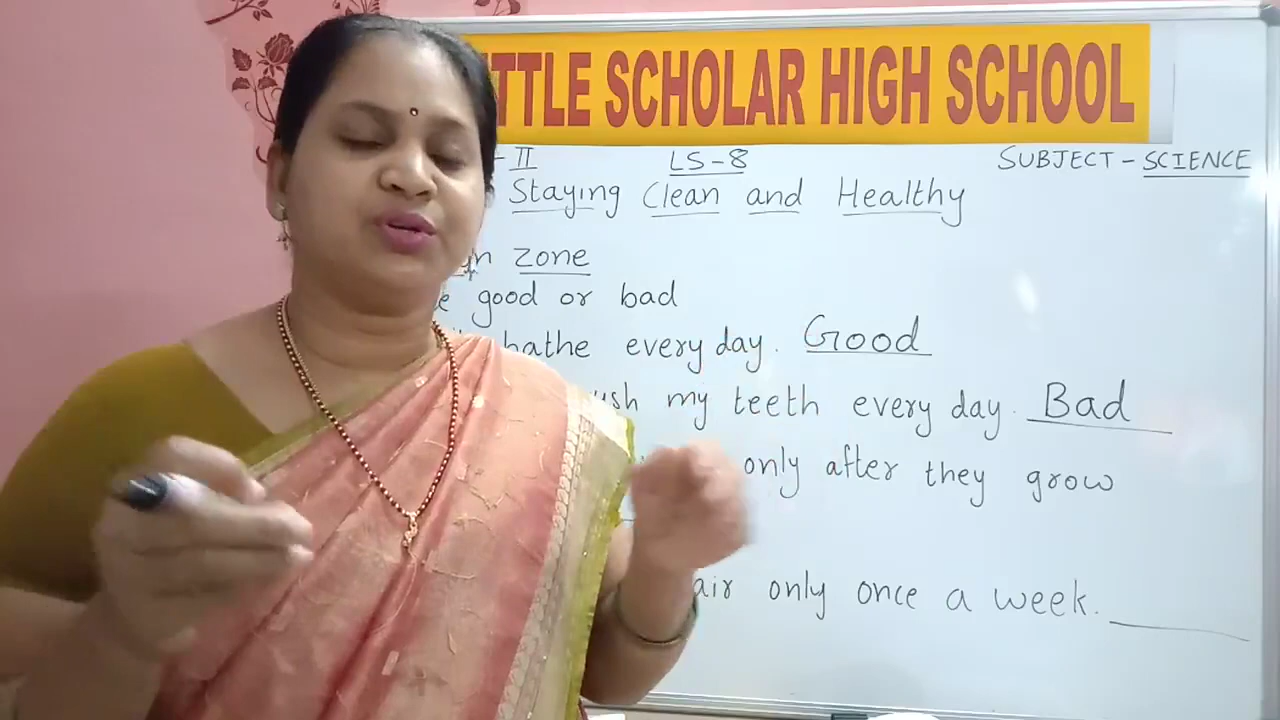 SCHOLAR HIGH SCHOOL
II LS-8 SUBJECT - SCIENCE
Staying Clean and Healthy
zone
good or bad
bathe every day. Good
my teeth every day. Bad
only after they grow
only once a week.